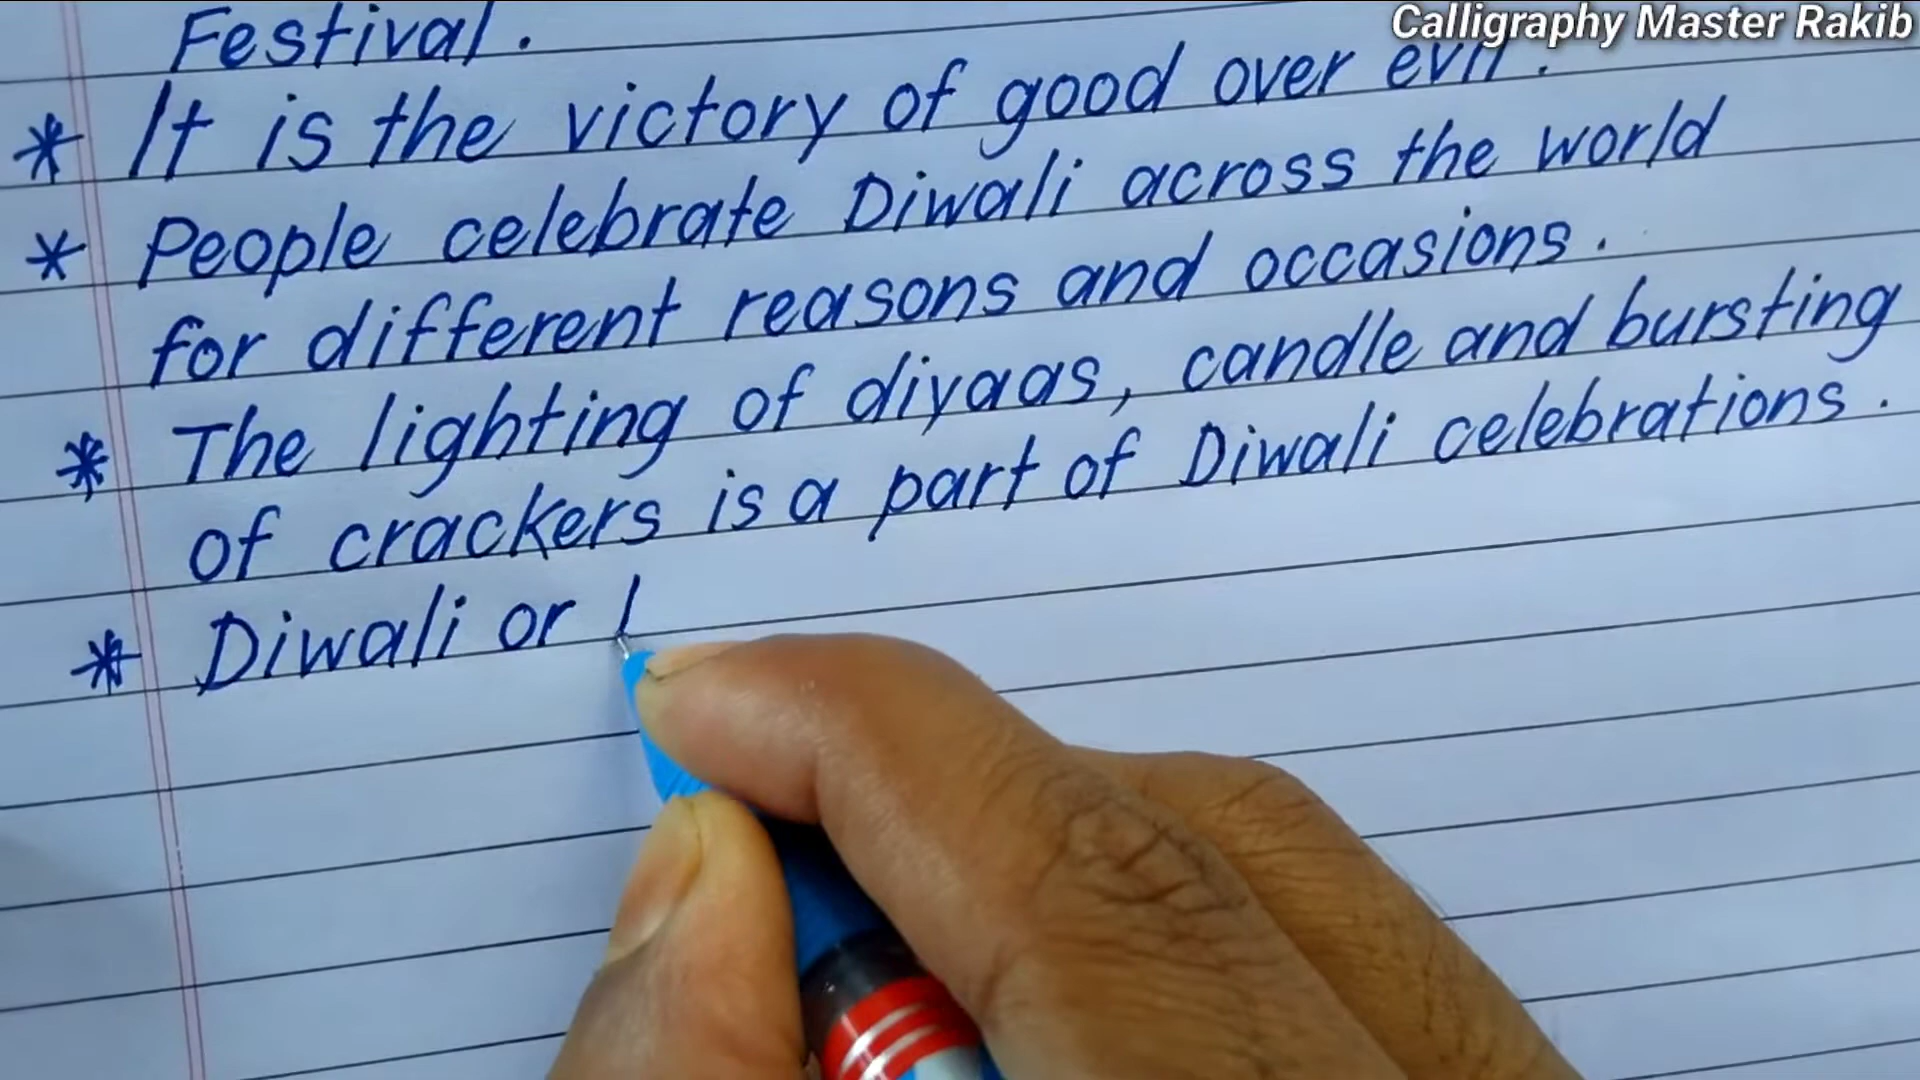 Calligraphy Master Rakib
Festival.
* It is the victory of good over evil.
* People celebrate Diwali across the world
for different reasons and occasions.
* The lighting of diyaas, candle and bursting
of crackers is a part of Diwali celebrations.
* Diwali or